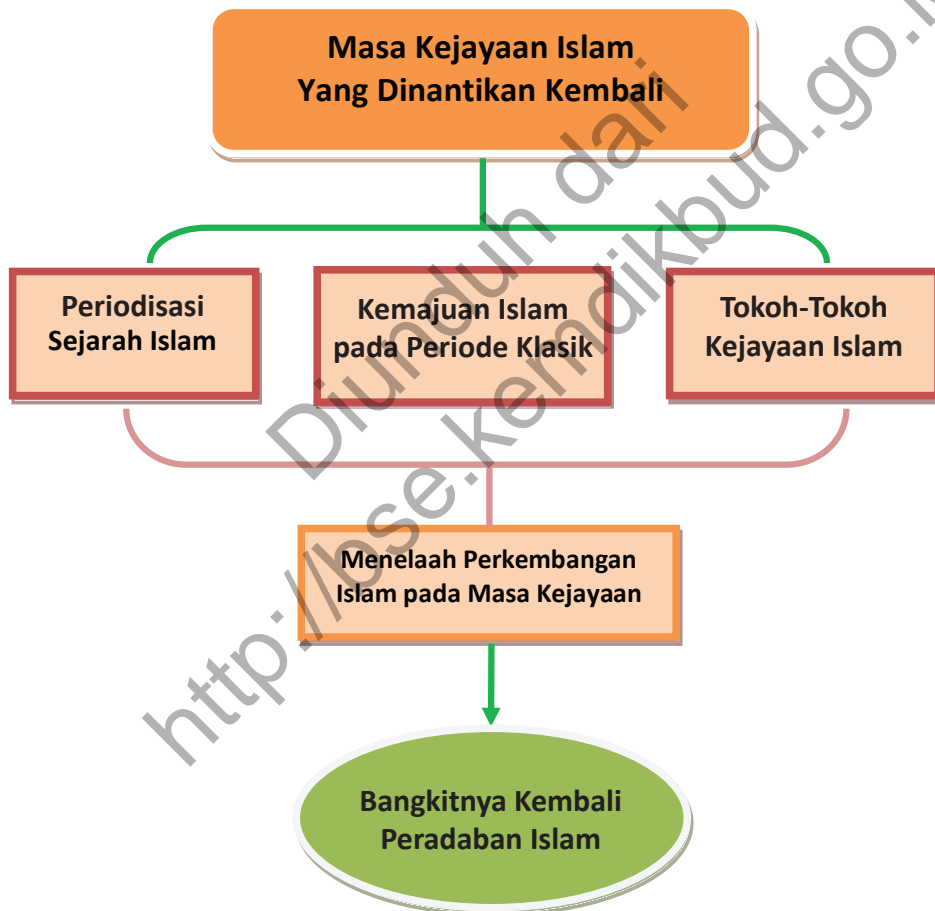 Masa Kejayaan Islam
Yang Dinantikan Kembali
Periodisasi
Sejarah Islam
Kemajuan Islam
pada Periode Klasik
Tokoh-Tokoh
Kejayaan Islam
Menelaah Perkembangan
Islam pada Masa Kejayaan
Bangkitnya Kembali
Peradaban Islam
Diunduh dari
http://bse.kemdikbud.go.i